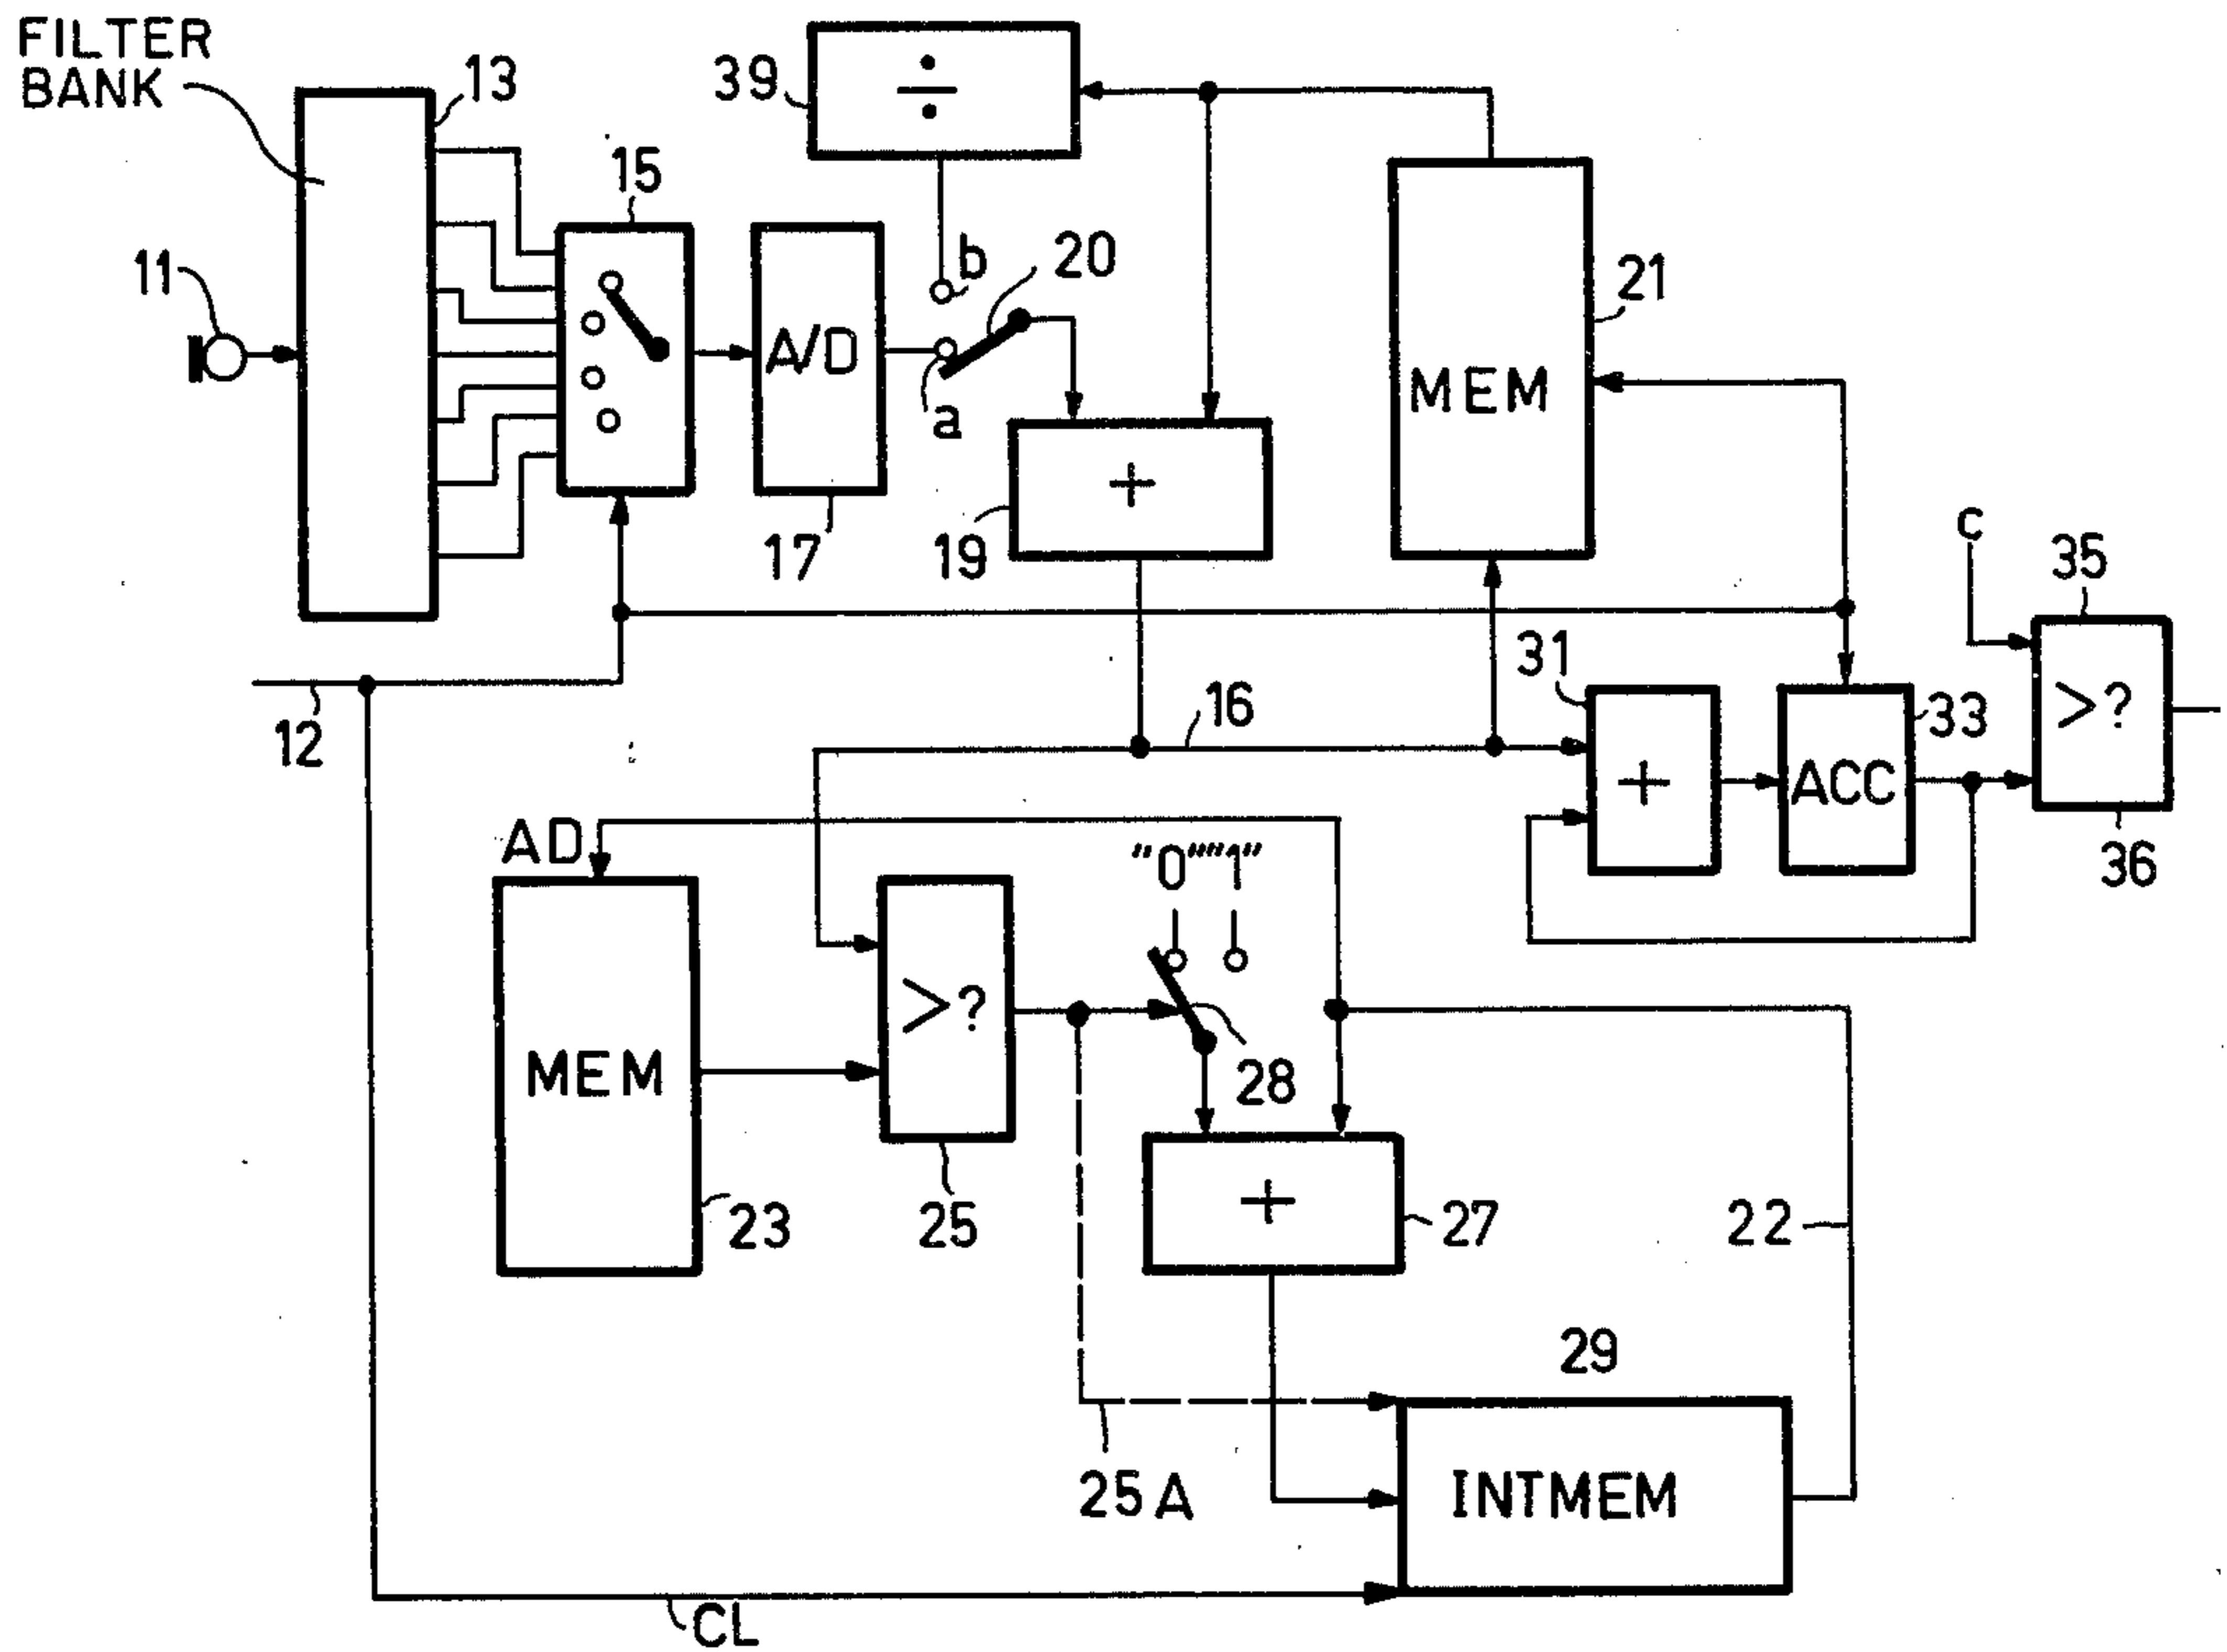 FILTER
BANK
13
39
÷
15
11
b
20
21
A/D
a
MEM
+
17
19
c
35
31
>?
12
16
33
+
ACC
AD
"0""1"
36
>?
MEM
28
23
25
+
27
22
29
25A
INTMEM
CL